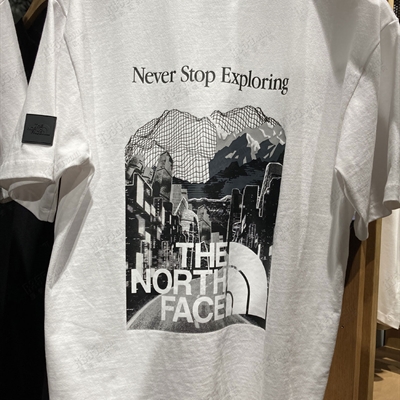 Never Stop Exploring
THE
NORTH
FACE